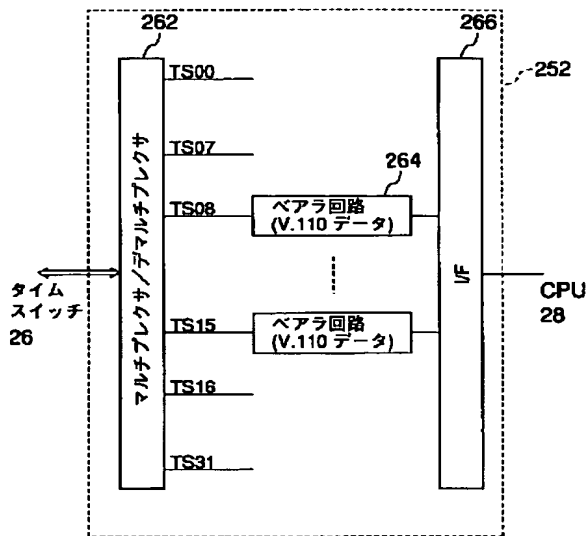 262
266
252
TS00
TS07
264
TS08
ベアラ回路
(V.110 データ)
マルチプレクサ/デマルチプレクサ
I/F
タイム
スイッチ
26
CPU
28
TS15
ベアラ回路
(V.110 データ)
TS16
TS31